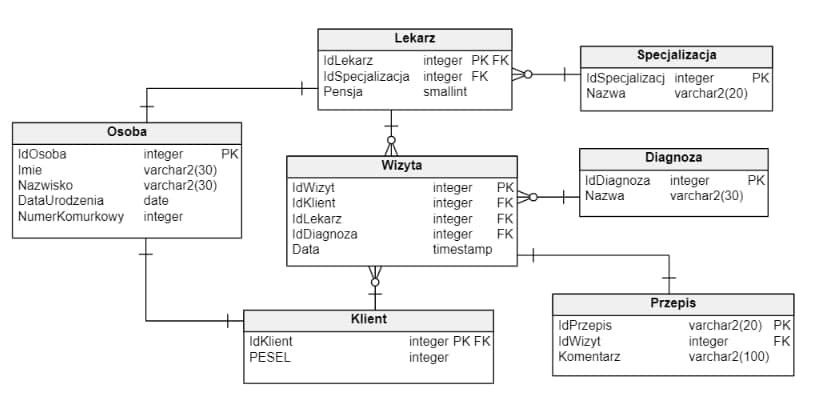 Lekarz
IdLekarz integer PK FK
IdSpecjalizacja integer FK
Pensja smallint
Specjalizacja
IdSpecjalizacj integer PK
Nazwa varchar2(20)
Osoba
IdOsoba integer PK
Imie varchar2(30)
Nazwisko varchar2(30)
DataUrodzenia date
NumerKomurkowy integer
Wizyta
IdWizyt integer PK
IdKlient integer FK
IdLekarz integer FK
IdDiagnoza integer FK
Data timestamp
Diagnoza
IdDiagnoza integer PK
Nazwa varchar2(30)
Klient
IdKlient integer PK FK
PESEL integer
Przepis
IdPrzepis varchar2(20) PK
IdWizyt integer FK
Komentarz varchar2(100)